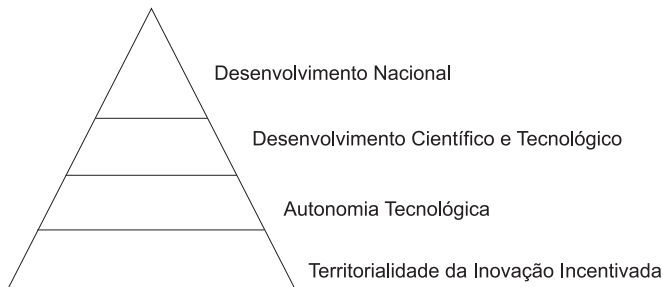 Desenvolvimento Nacional
Desenvolvimento Científico e Tecnológico
Autonomia Tecnológica
Territorialidade da Inovação Incentivada